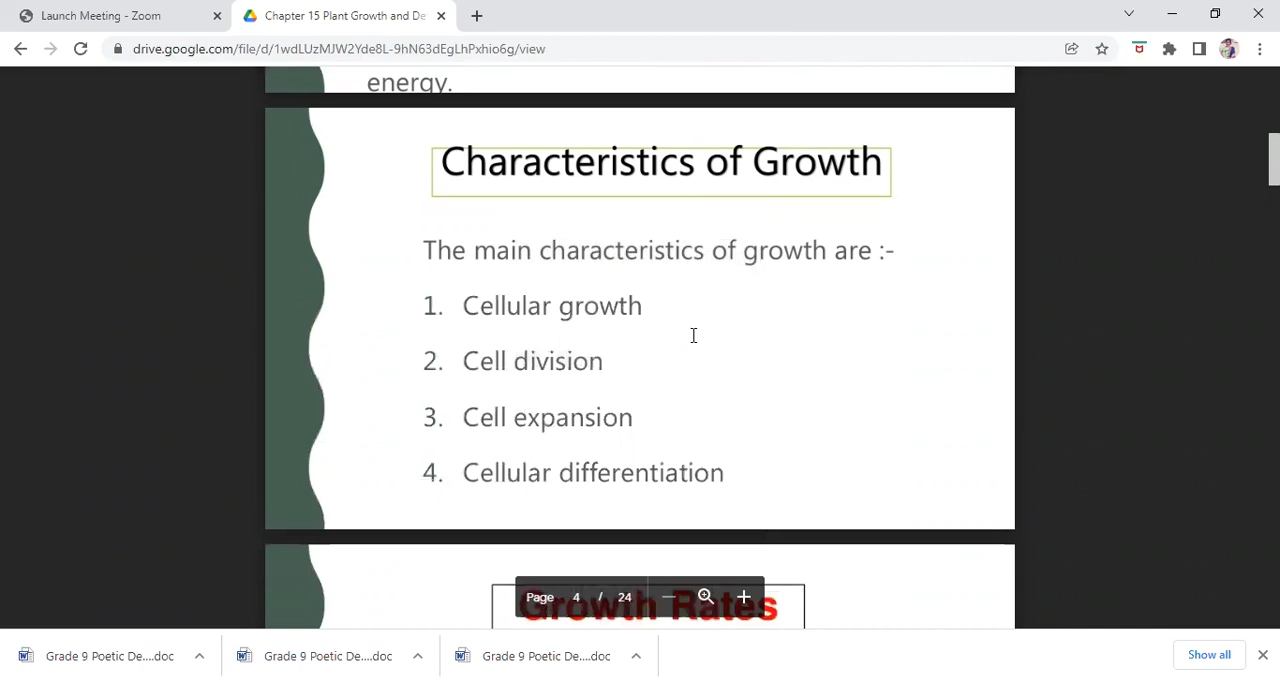 Launch Meeting - Zoom
Chapter 15 Plant Growth and De
drive.google.com/file/d/1wdLUzMJW2Yde8L-9hN63dEgLhPxhio6g/view
energy.
Characteristics of Growth
The main characteristics of growth are :-
1. Cellular growth
2. Cell division
3. Cell expansion
4. Cellular differentiation
Page 4 / 24
Growth Rates
Grade 9 Poetic De....doc
Grade 9 Poetic De....doc
Grade 9 Poetic De....doc
Show all